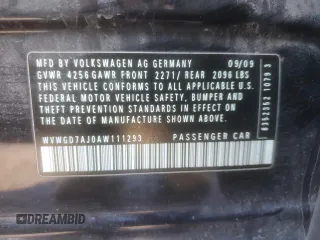 MFD BY VOLKSWAGEN AG GERMANY 09/09
GVWR 4256 GAWR FRONT 2271/ REAR 2096 LBS
THIS VEHICLE CONFORMS TO ALL APPLICABLE U.S.
FEDERAL MOTOR VEHICLE SAFETY, BUMPER AND
THEFT PREVENTION STANDARDS IN EFFECT
ON THE DATE OF MANUFACTURE SHOWN ABOVE
WVWGD7AJ0AW111293 PASSENGER CAR
DVIDBWMID